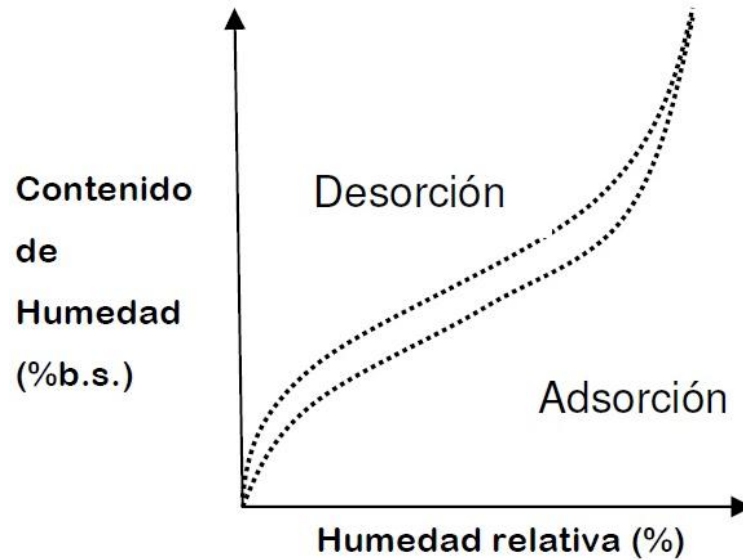 Contenido
de
Humedad
(%b.s.)
Desorción
Adsorción
Humedad relativa (%)